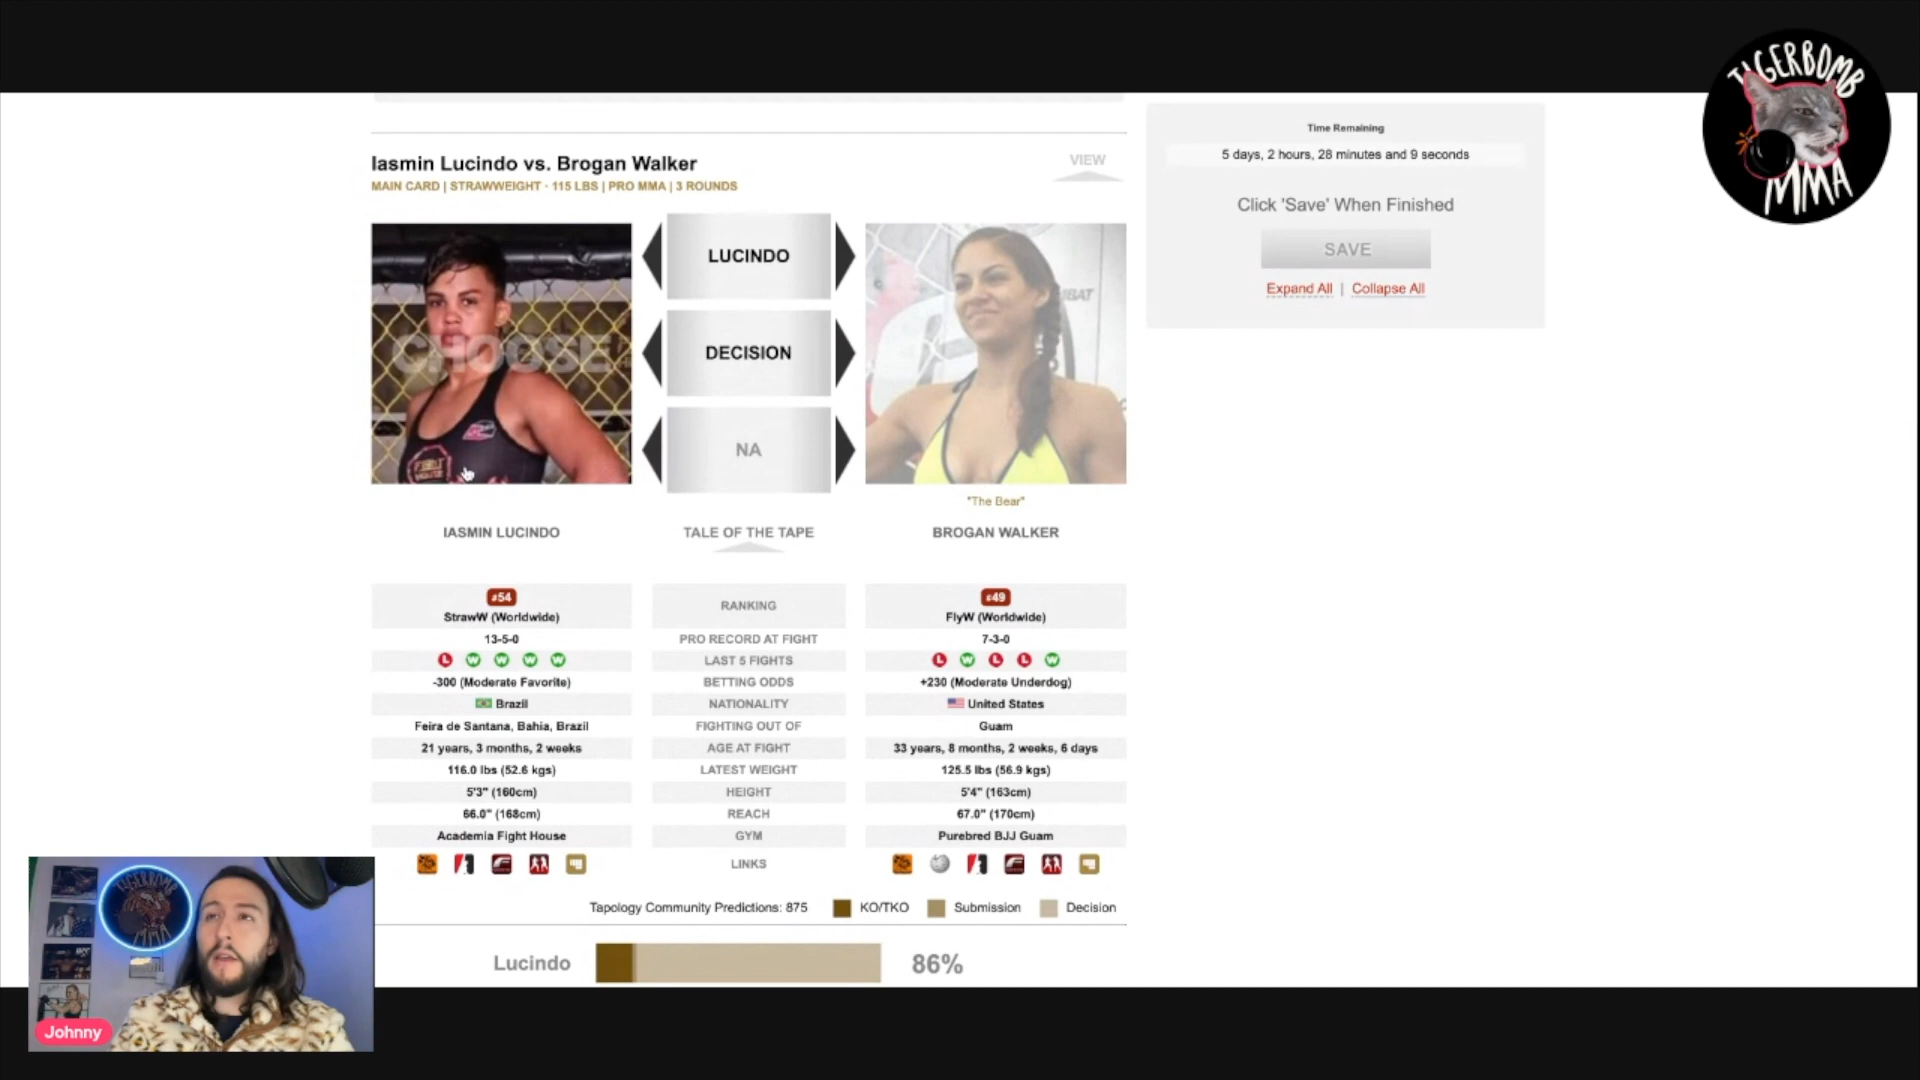 TIGERBOMB
MMA
Time Remaining
5 days, 2 hours, 28 minutes and 9 seconds
Click 'Save' When Finished
SAVE
Expand All | Collapse All
Iasmin Lucindo vs. Brogan Walker
VIEW
MAIN CARD | STRAWWEIGHT · 115 LBS | PRO MMA | 3 ROUNDS
CHOOSE
LUCINDO
DECISION
NA
"The Bear"
IASMIN LUCINDO
TALE OF THE TAPE
BROGAN WALKER
#54
StrawW (Worldwide)
RANKING
#49
FlyW (Worldwide)
13-5-0 PRO RECORD AT FIGHT 7-3-0
L W W W W LAST 5 FIGHTS L W L L W
-300 (Moderate Favorite) BETTING ODDS +230 (Moderate Underdog)
Brazil NATIONALITY United States
Feira de Santana, Bahia, Brazil FIGHTING OUT OF Guam
21 years, 3 months, 2 weeks AGE AT FIGHT 33 years, 8 months, 2 weeks, 6 days
116.0 lbs (52.6 kgs) LATEST WEIGHT 125.5 lbs (56.9 kgs)
5'3" (160cm) HEIGHT 5'4" (163cm)
66.0" (168cm) REACH 67.0" (170cm)
Academia Fight House GYM Purebred BJJ Guam
LINKS
Tapology Community Predictions: 875 KO/TKO Submission Decision
Lucindo 86%
TIGERBOMB
MMA
Johnny